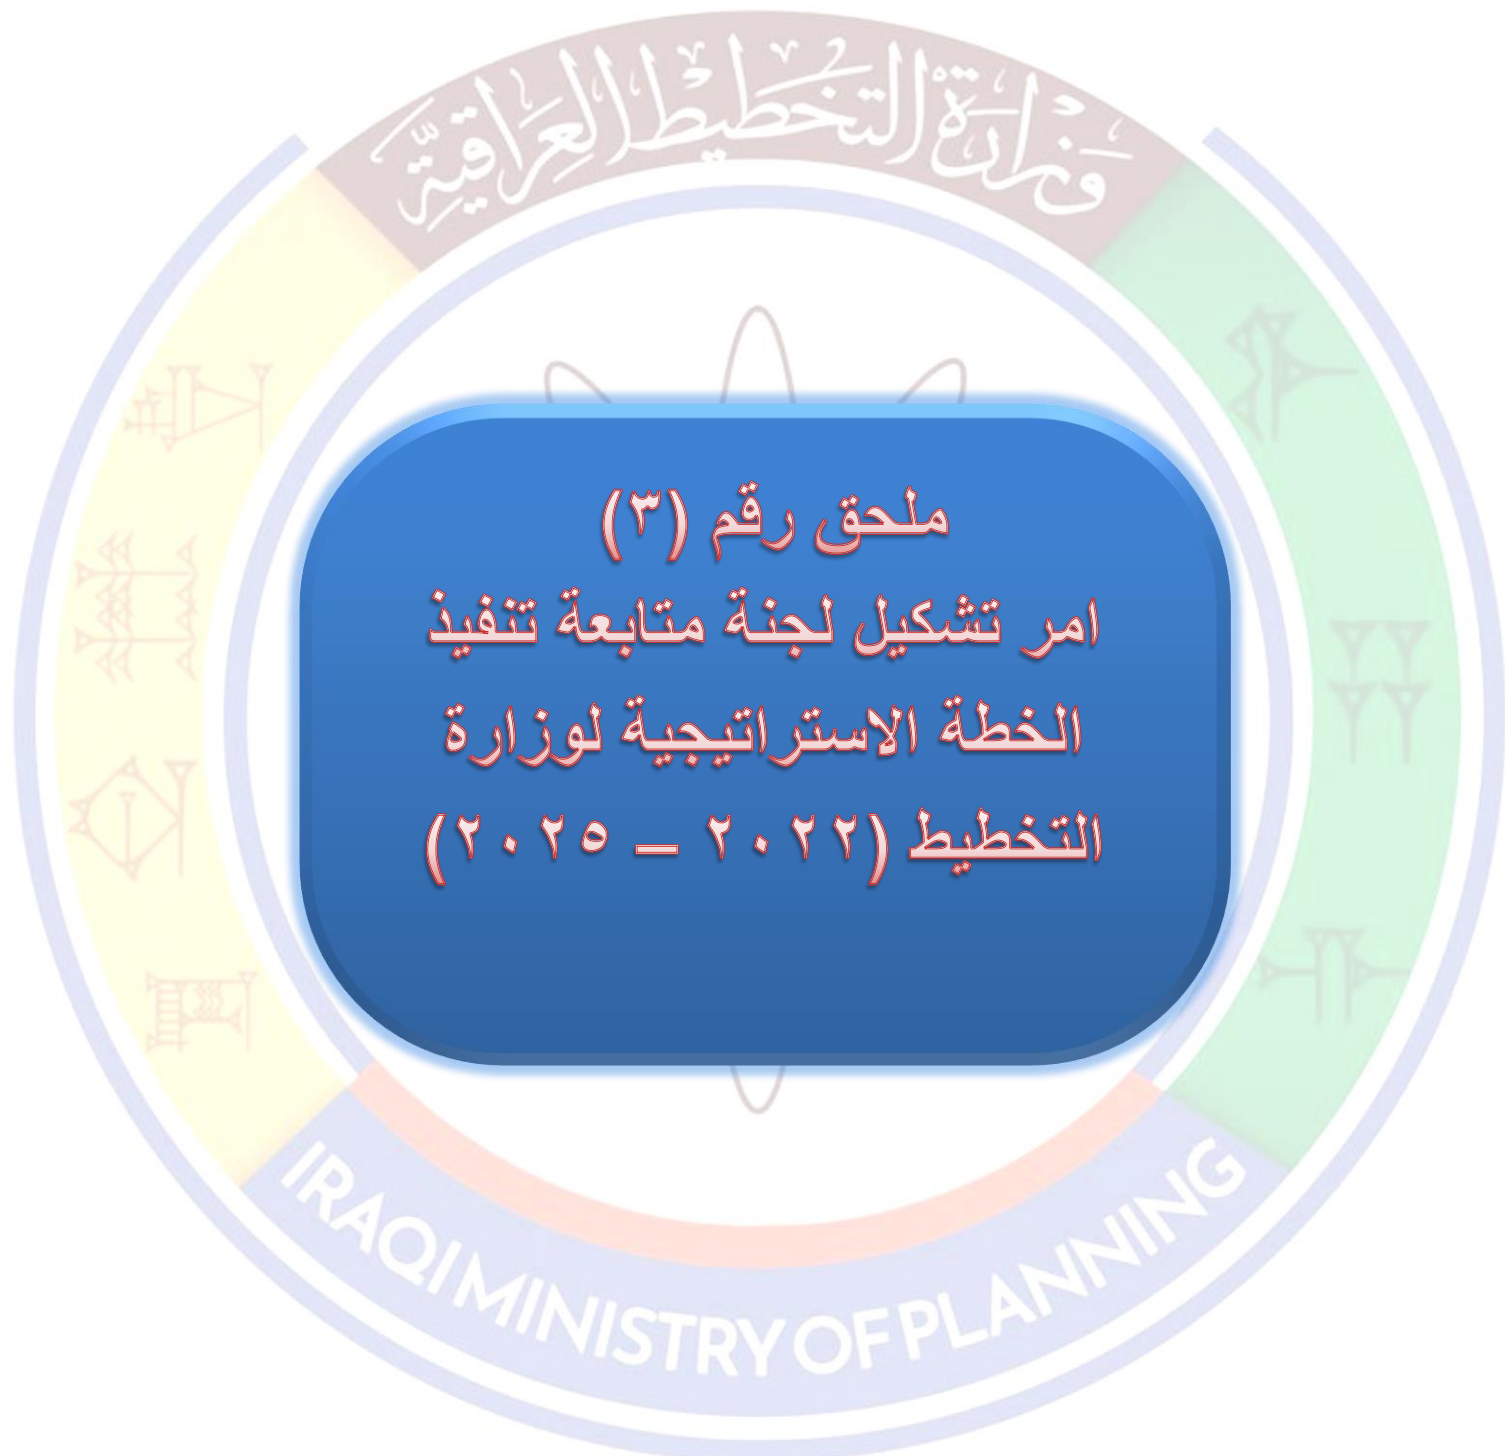 وزارة التخطيط العراقية
ملحق رقم (٣)
امر تشكيل لجنة متابعة تنفيذ
الخطة الاستراتيجية لوزارة
التخطيط (٢٠٢٢ – ٢٠٢٥)
IRAQI MINISTRY OF PLANNING